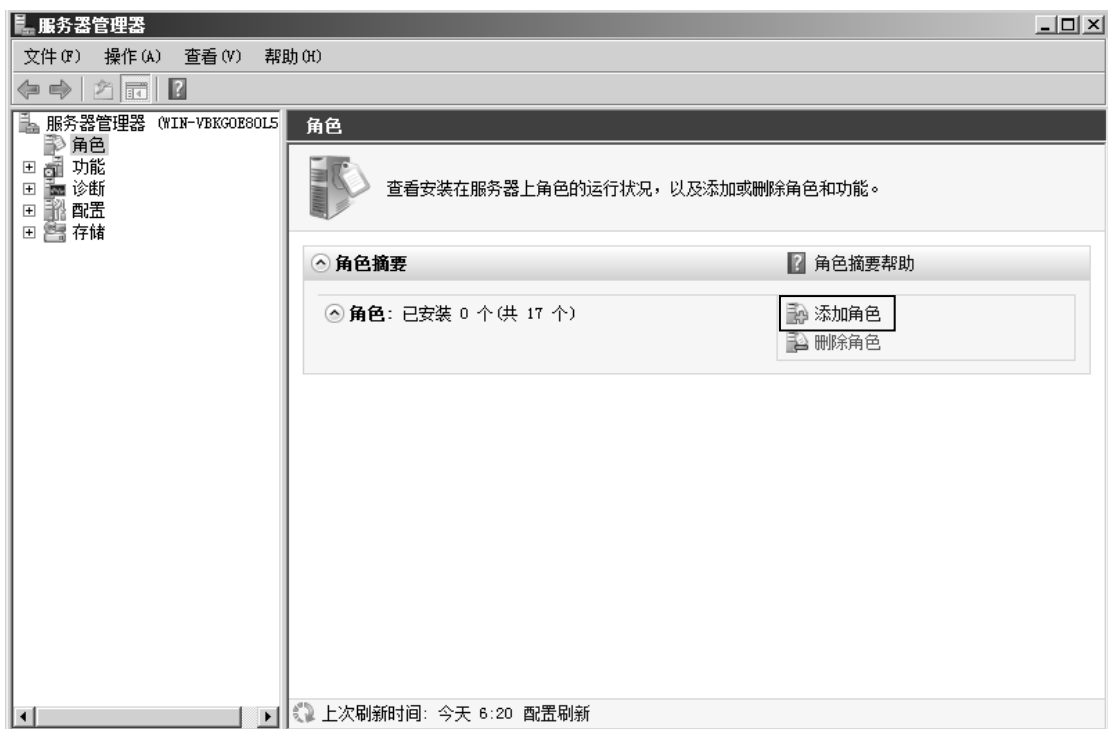 服务器管理器
文件(F) 操作(A) 查看(V) 帮助(H)
服务器管理器 (WIN-VBKGOE8OL5
角色
功能
诊断
配置
存储
角色
查看安装在服务器上角色的运行状况，以及添加或删除角色和功能。
角色摘要
角色摘要帮助
角色: 已安装 0 个(共 17 个)
添加角色
删除角色
上次刷新时间: 今天 6:20 配置刷新